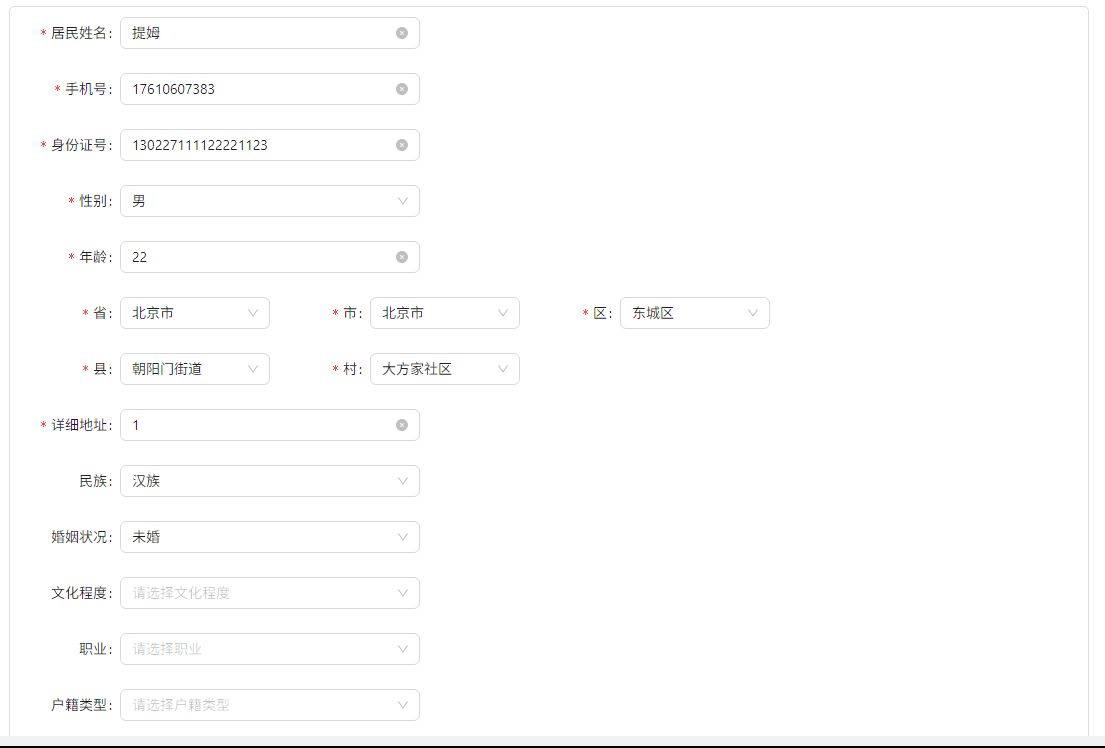 * 居民姓名: 提姆
* 手机号: 17610607383
* 身份证号: 130227111122221123
* 性别: 男
* 年龄: 22
* 省: 北京市 * 市: 北京市 * 区: 东城区
* 县: 朝阳门街道 * 村: 大方家社区
* 详细地址: 1
民族: 汉族
婚姻状况: 未婚
文化程度: 请选择文化程度
职业: 请选择职业
户籍类型: 请选择户籍类型